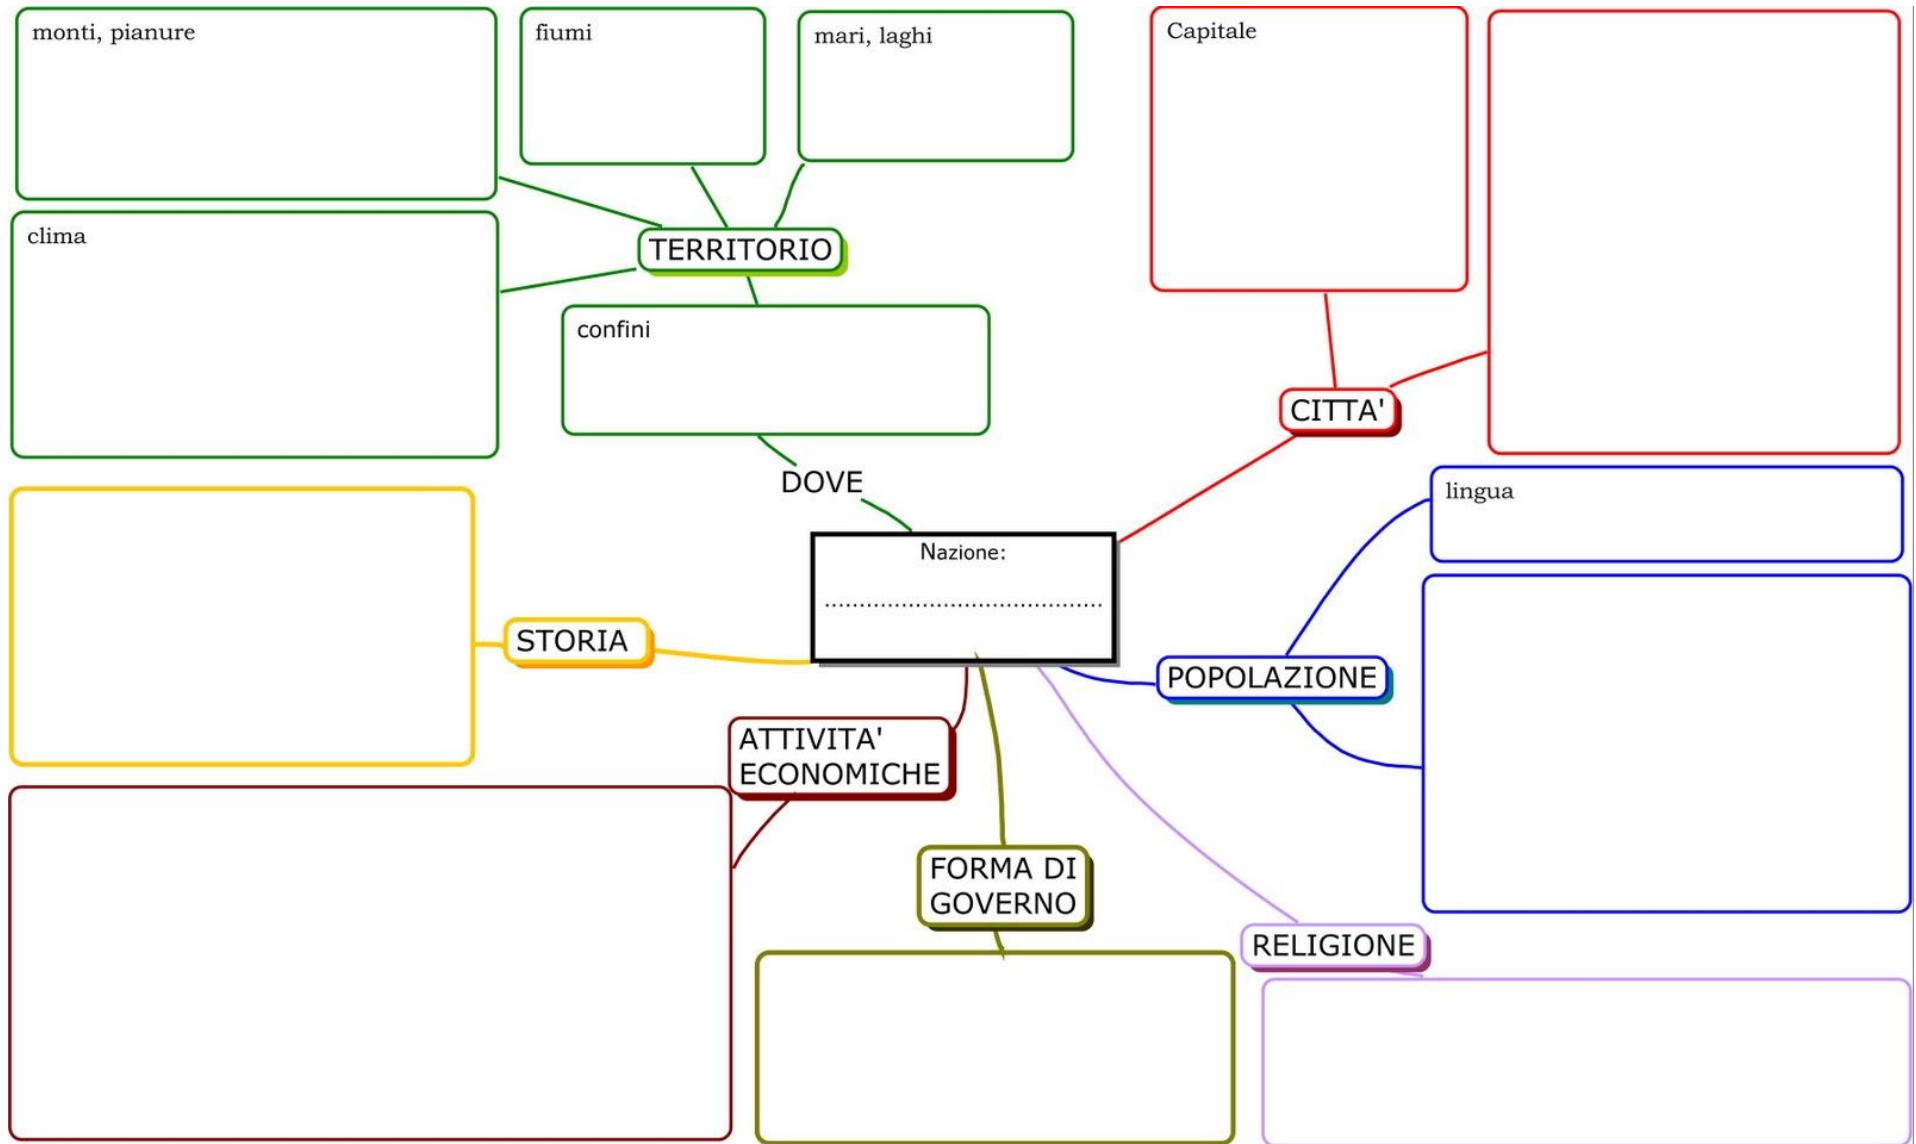 monti, pianure
fiumi
mari, laghi
Capitale
clima
TERRITORIO
confini
CITTA'
DOVE
lingua
Nazione:
........................................
STORIA
POPOLAZIONE
ATTIVITA'
ECONOMICHE
FORMA DI
GOVERNO
RELIGIONE